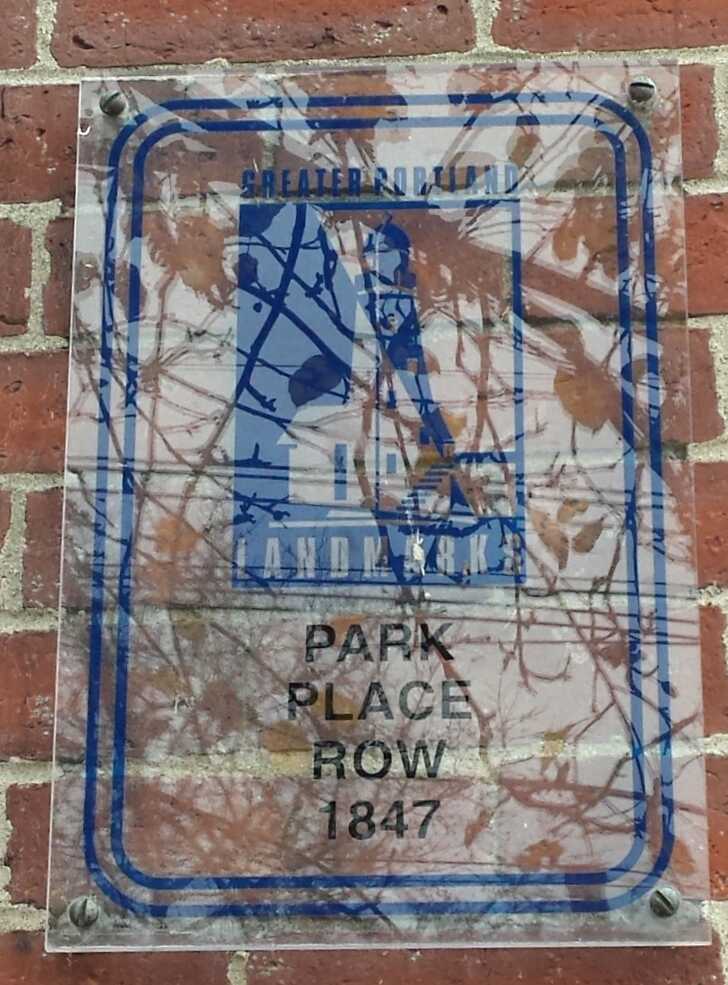 GREATER PORTLAND
LANDMARKS
PARK
PLACE
ROW
1847